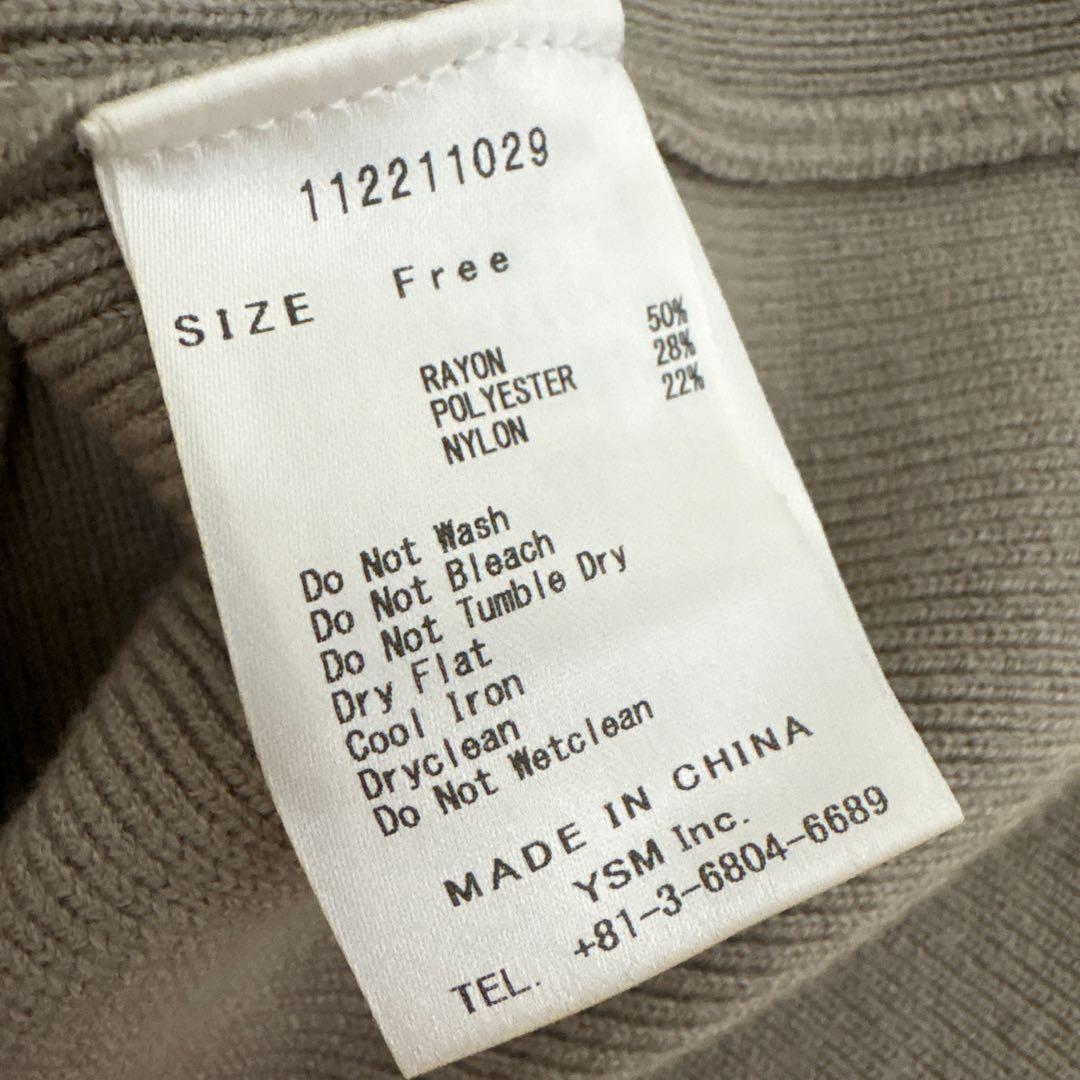 112211029
SIZE Free
RAYON 50%
POLYESTER 28%
NYLON 22%
Do Not Wash
Do Not Bleach
Do Not Tumble Dry
Dry Flat
Cool Iron
Dryclean
Do Not Wetclean
MADE IN CHINA
YSM Inc.
TEL. +81-3-6804-6689